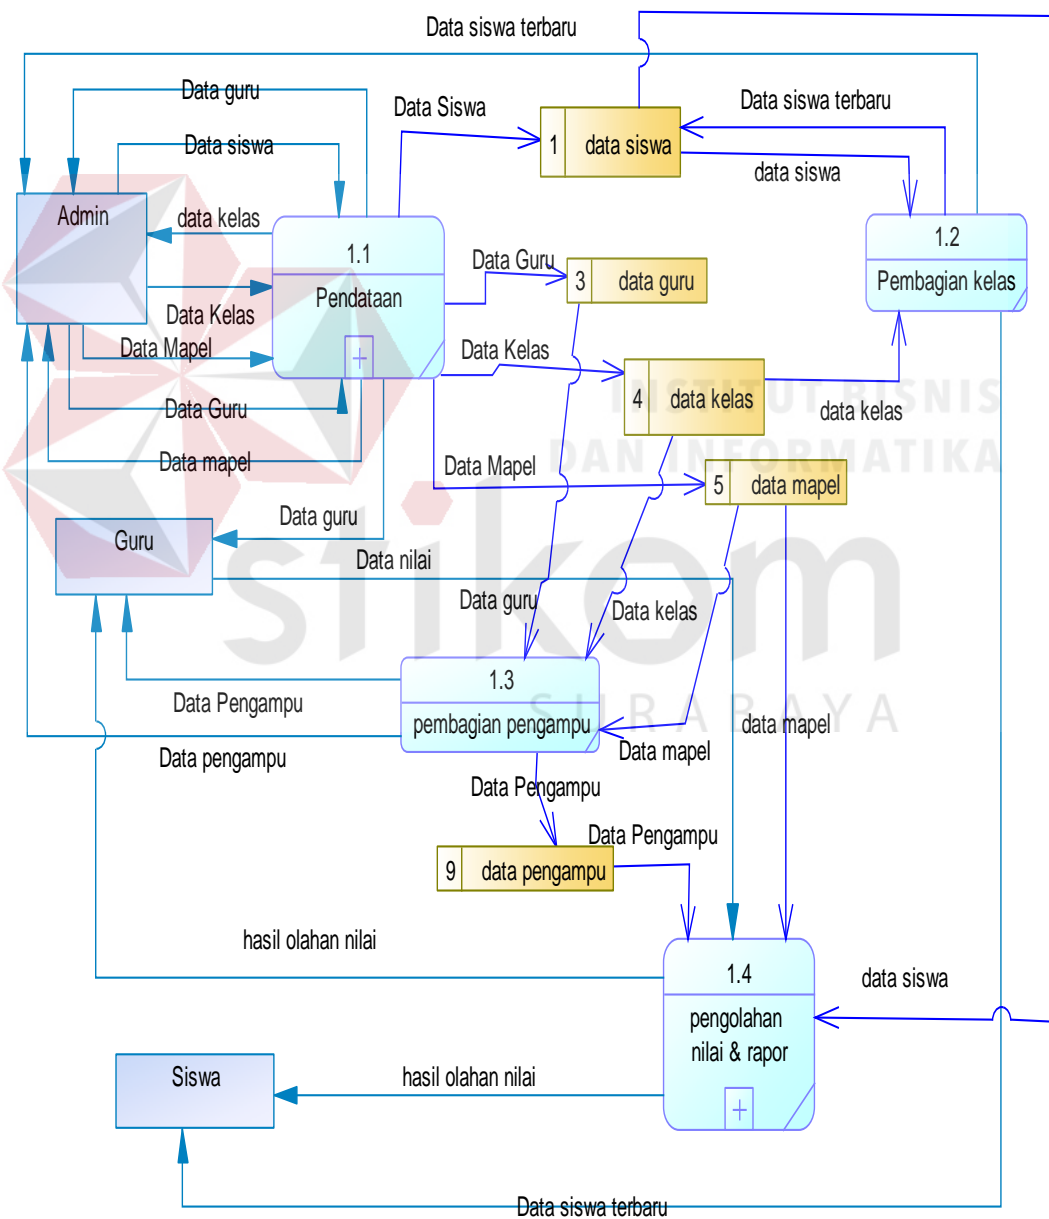 Data siswa terbaru
Data guru
Data Siswa
Data siswa terbaru
1 data siswa
Data siswa
data siswa
Admin
data kelas
1.1
Pendataan
Data Guru
3 data guru
1.2
Pembagian kelas
Data Kelas
Data Mapel
Data Kelas
4 data kelas
INSTITUT BISNIS
DAN INFORMATIKA
data kelas
Data Guru
Data mapel
Data Mapel
5 data mapel
Data guru
Guru
Data nilai
stikom
SURABAYA
Data guru
Data kelas
1.3
pembagian pengampu
Data Pengampu
Data pengampu
Data mapel
data mapel
Data Pengampu
Data Pengampu
9 data pengampu
hasil olahan nilai
1.4
pengolahan
nilai & rapor
data siswa
Siswa
hasil olahan nilai
Data siswa terbaru